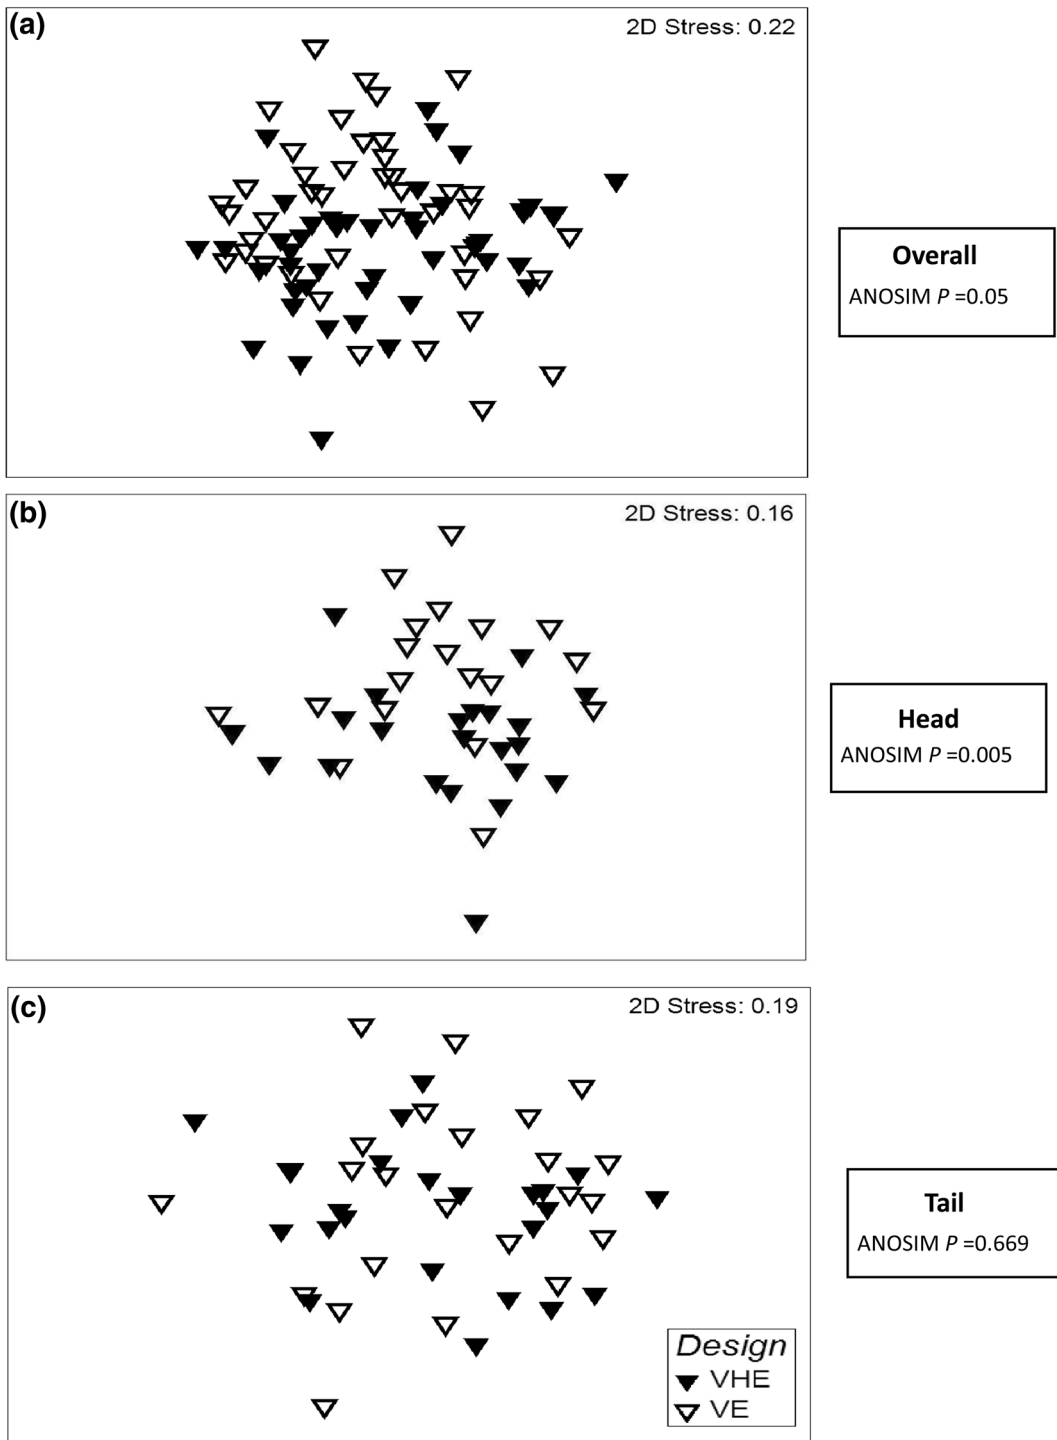 (a)
2D Stress: 0.22
Overall
ANOSIM P =0.05
(b)
2D Stress: 0.16
Head
ANOSIM P =0.005
(c)
2D Stress: 0.19
Tail
ANOSIM P =0.669
Design
VHE
VE